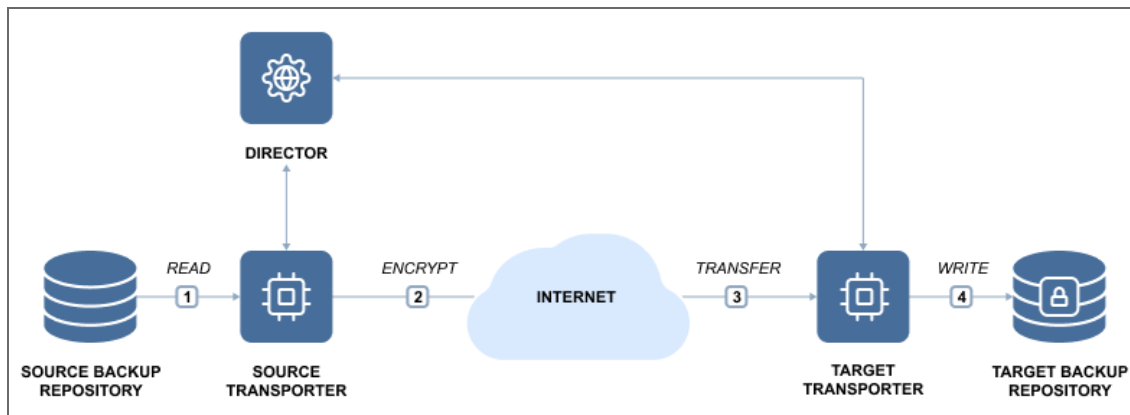 DIRECTOR
READ
ENCRYPT
TRANSFER
WRITE
1
2
INTERNET
3
4
SOURCE BACKUP
REPOSITORY
SOURCE
TRANSPORTER
TARGET
TRANSPORTER
TARGET BACKUP
REPOSITORY